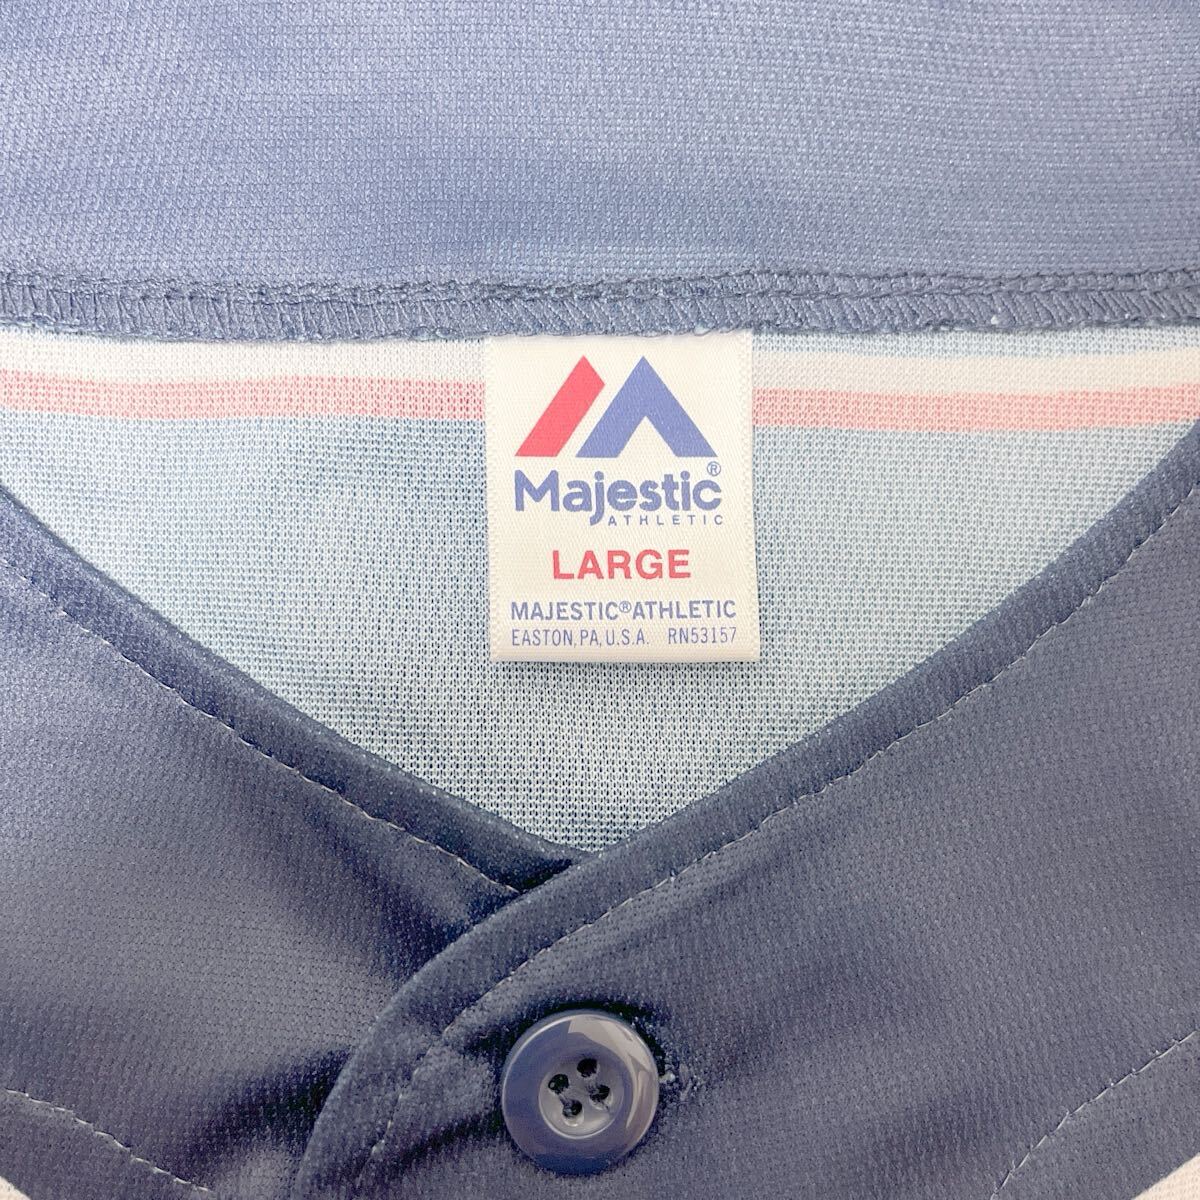 Majestic®
ATHLETIC
LARGE
MAJESTIC®ATHLETIC
EASTON, PA, U.S.A. RN53157